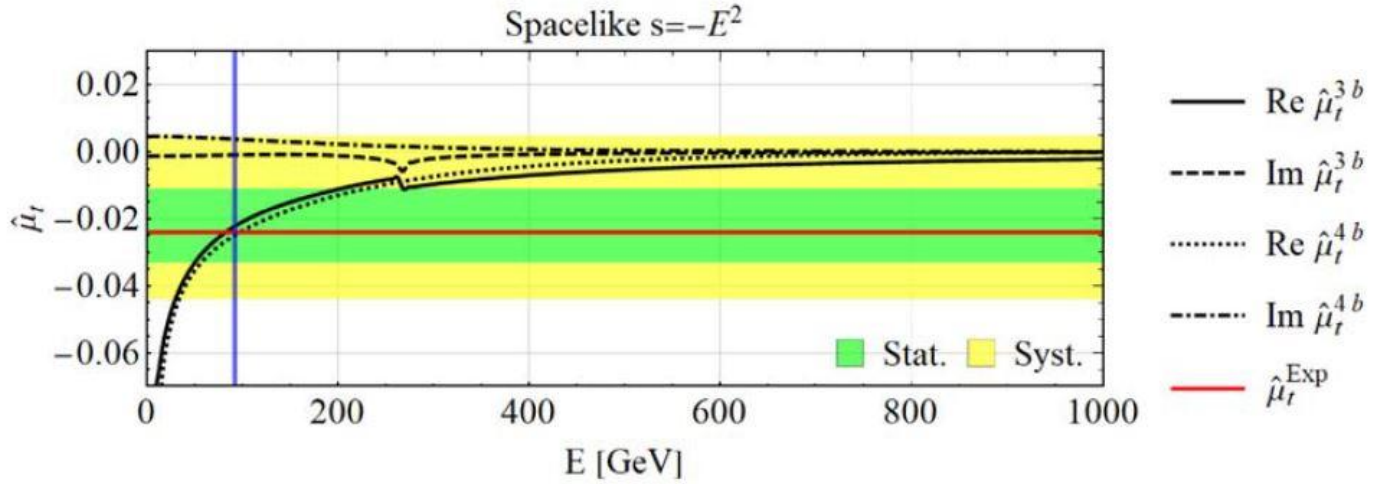 Spacelike s=−E²
0.02
0.00
−0.02
−0.04
−0.06
μ̂ₜ
Stat. Syst.
0 200 400 600 800 1000
E [GeV]
Re μ̂ₜ³ᵇ
Im μ̂ₜ³ᵇ
Re μ̂ₜ⁴ᵇ
Im μ̂ₜ⁴ᵇ
μ̂ₜᴱˣᵖ